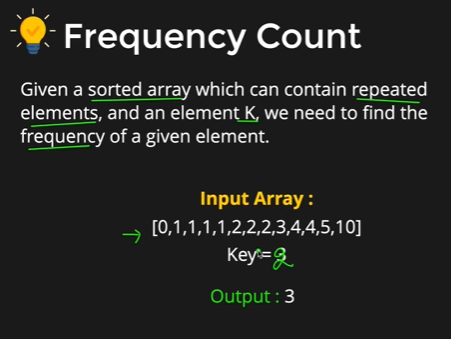 Frequency Count
Given a sorted array which can contain repeated
elements, and an element K, we need to find the
frequency of a given element.
Input Array :
[0,1,1,1,1,2,2,2,3,4,4,5,10]
Key = 2
Output : 3